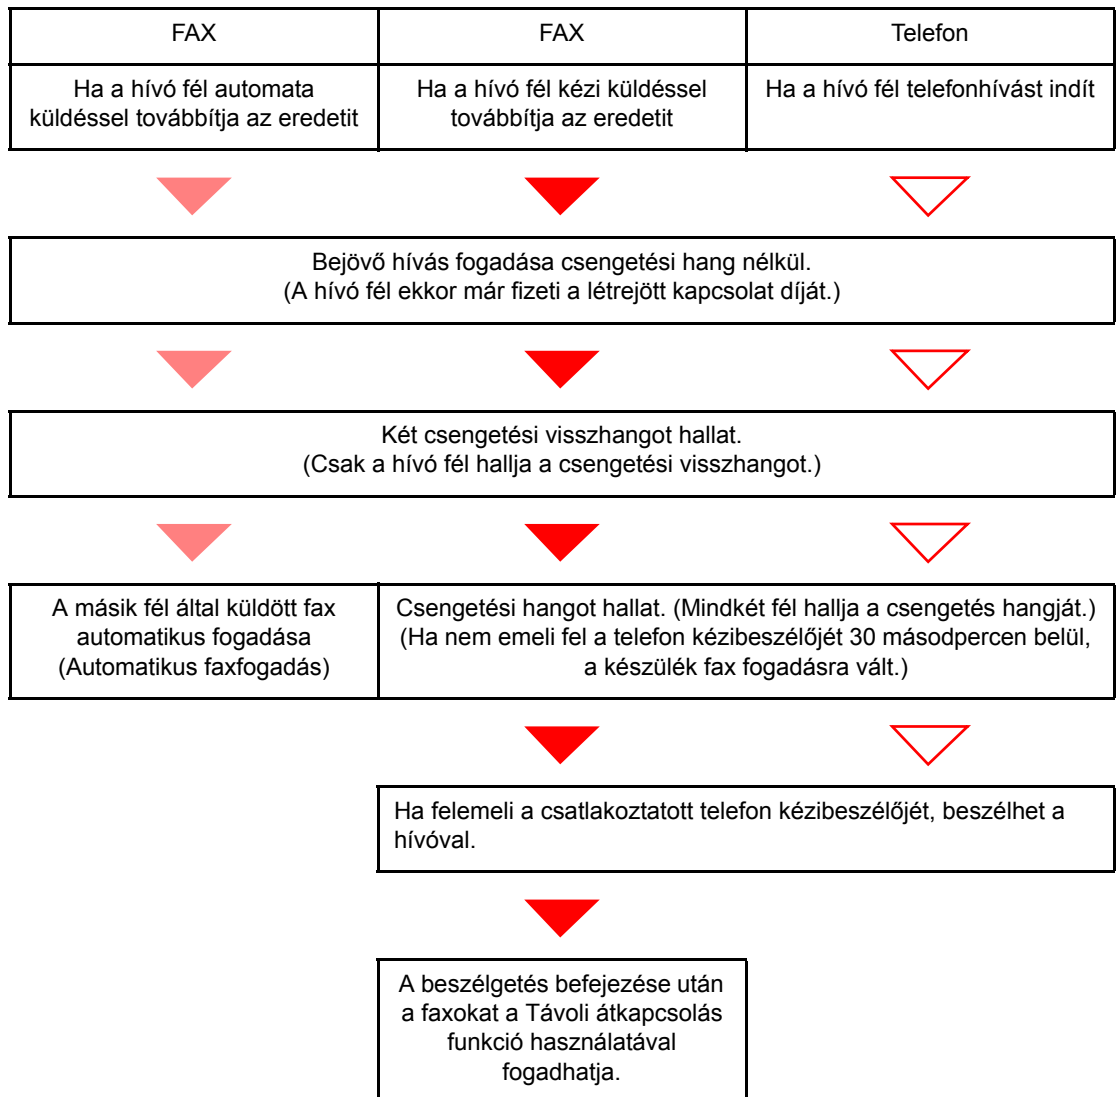 FAX
FAX
Telefon
Ha a hívó fél automata
küldéssel továbbítja az eredetit
Ha a hívó fél kézi küldéssel
továbbítja az eredetit
Ha a hívó fél telefonhívást indít
Bejövő hívás fogadása csengetési hang nélkül.
(A hívó fél ekkor már fizeti a létrejött kapcsolat díját.)
Két csengetési visszhangot hallat.
(Csak a hívó fél hallja a csengetési visszhangot.)
A másik fél által küldött fax
automatikus fogadása
(Automatikus faxfogadás)
Csengetési hangot hallat. (Mindkét fél hallja a csengetés hangját.)
(Ha nem emeli fel a telefon kézibeszélőjét 30 másodpercen belül,
a készülék fax fogadásra vált.)
Ha felemeli a csatlakoztatott telefon kézibeszélőjét, beszélhet a
hívóval.
A beszélgetés befejezése után
a faxokat a Távoli átkapcsolás
funkció használatával
fogadhatja.